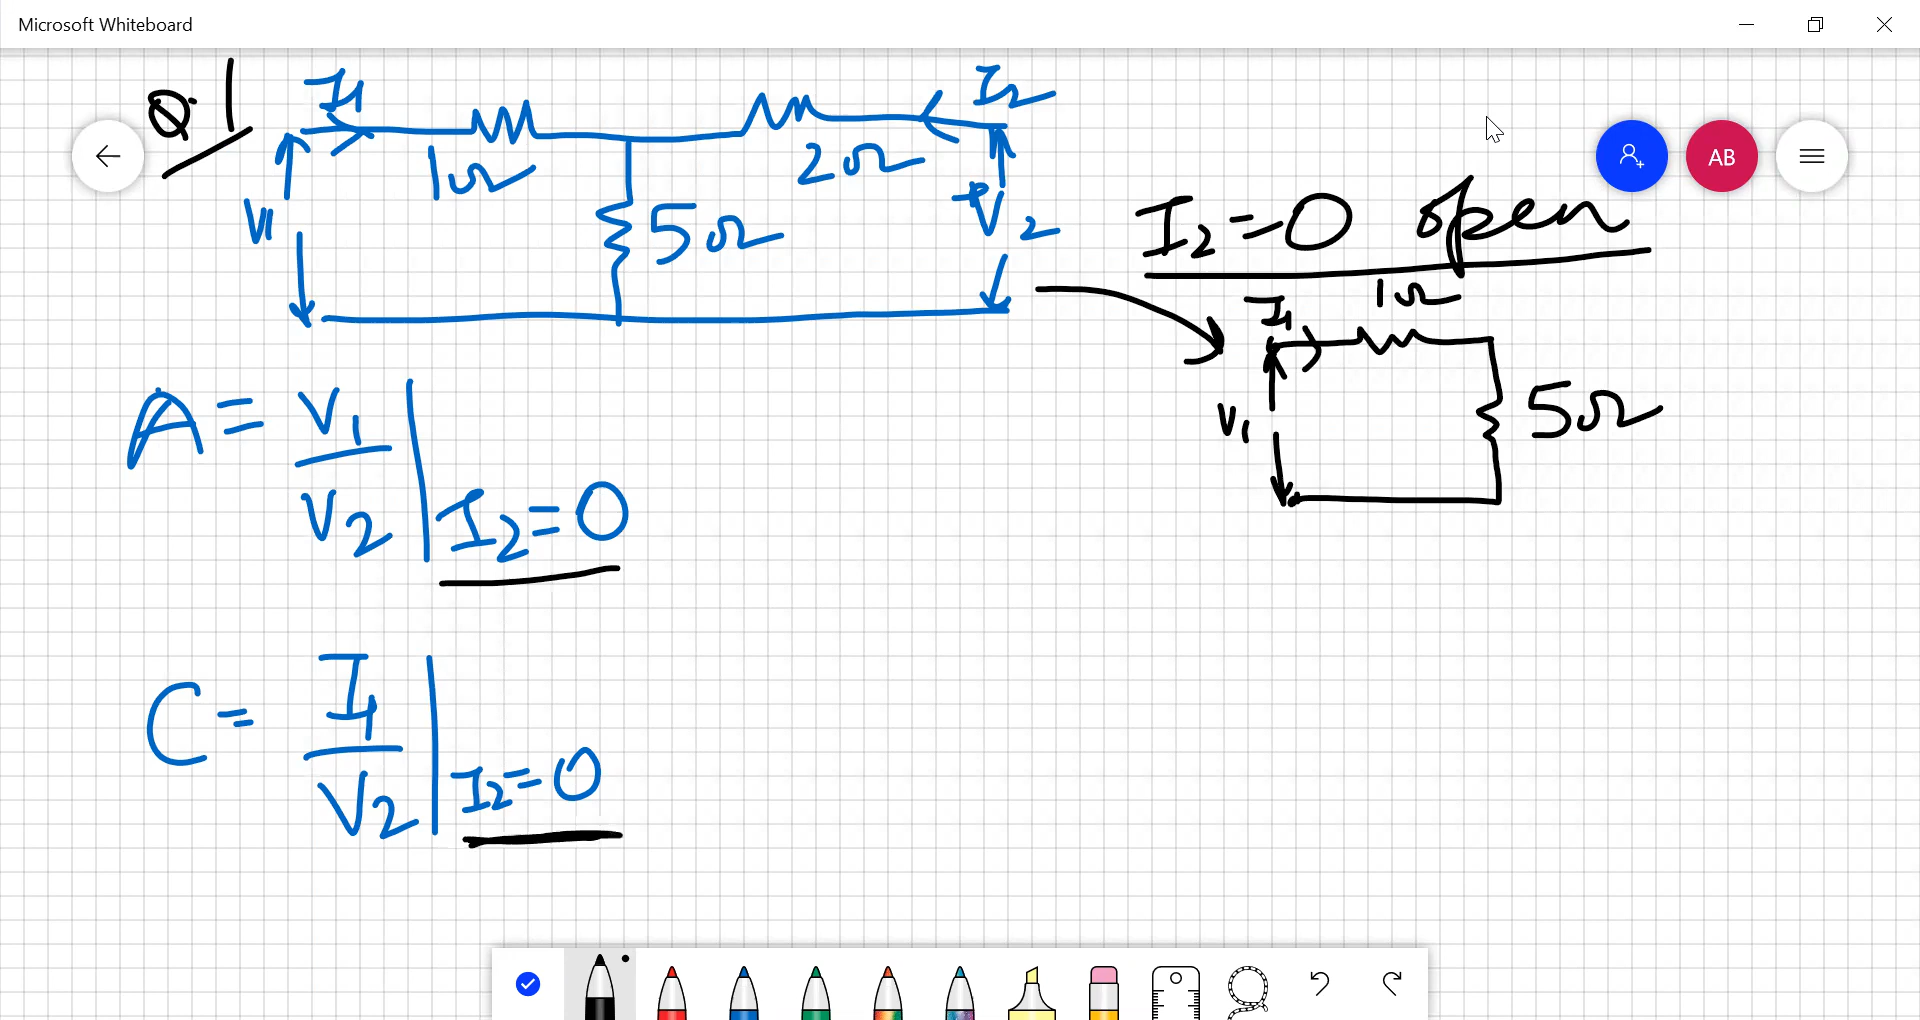 Microsoft Whiteboard
Q.1
I1
I2
1Ω
2Ω
V1
5Ω
V2
AB
I2=0 open
I1
1Ω
V1
5Ω
A = V1
V2
I2=0
C = I1
V2
I2=0